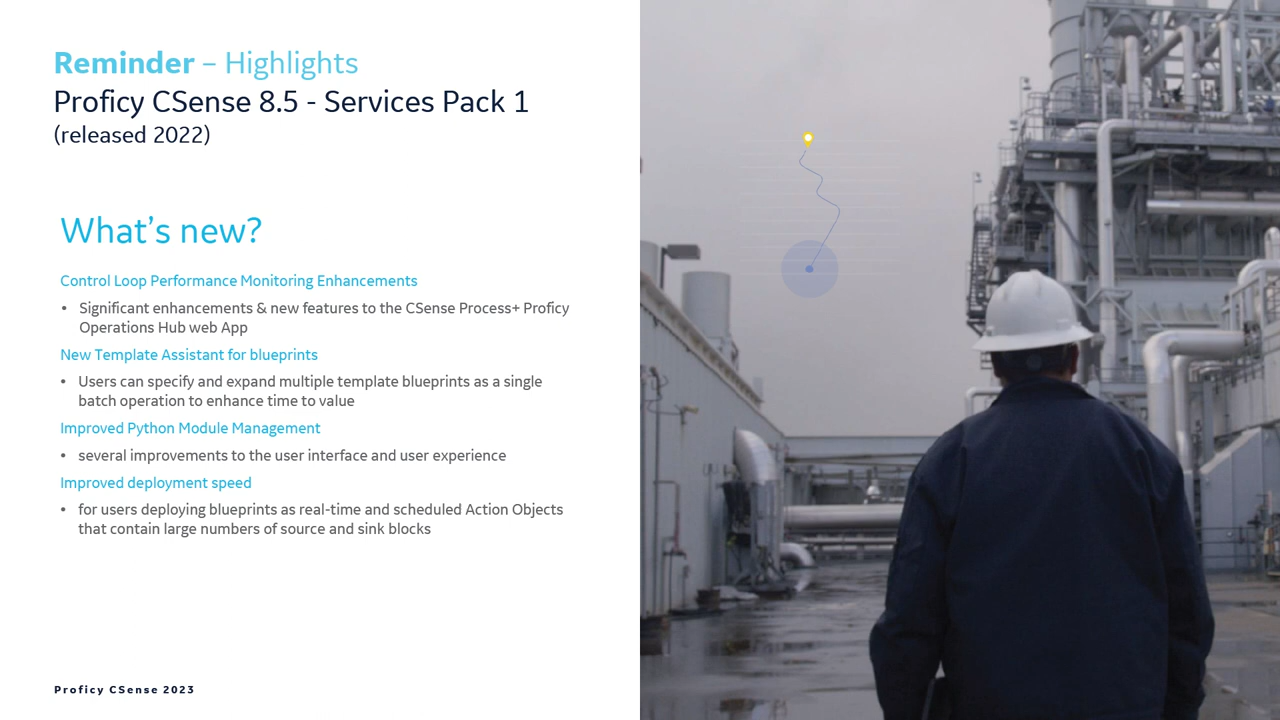 Reminder – Highlights
Proficy CSense 8.5 - Services Pack 1
(released 2022)
What's new?
Control Loop Performance Monitoring Enhancements
• Significant enhancements & new features to the CSense Process+ Proficy
Operations Hub web App
New Template Assistant for blueprints
• Users can specify and expand multiple template blueprints as a single
batch operation to enhance time to value
Improved Python Module Management
• several improvements to the user interface and user experience
Improved deployment speed
• for users deploying blueprints as real-time and scheduled Action Objects
that contain large numbers of source and sink blocks
Proficy CSense 2023